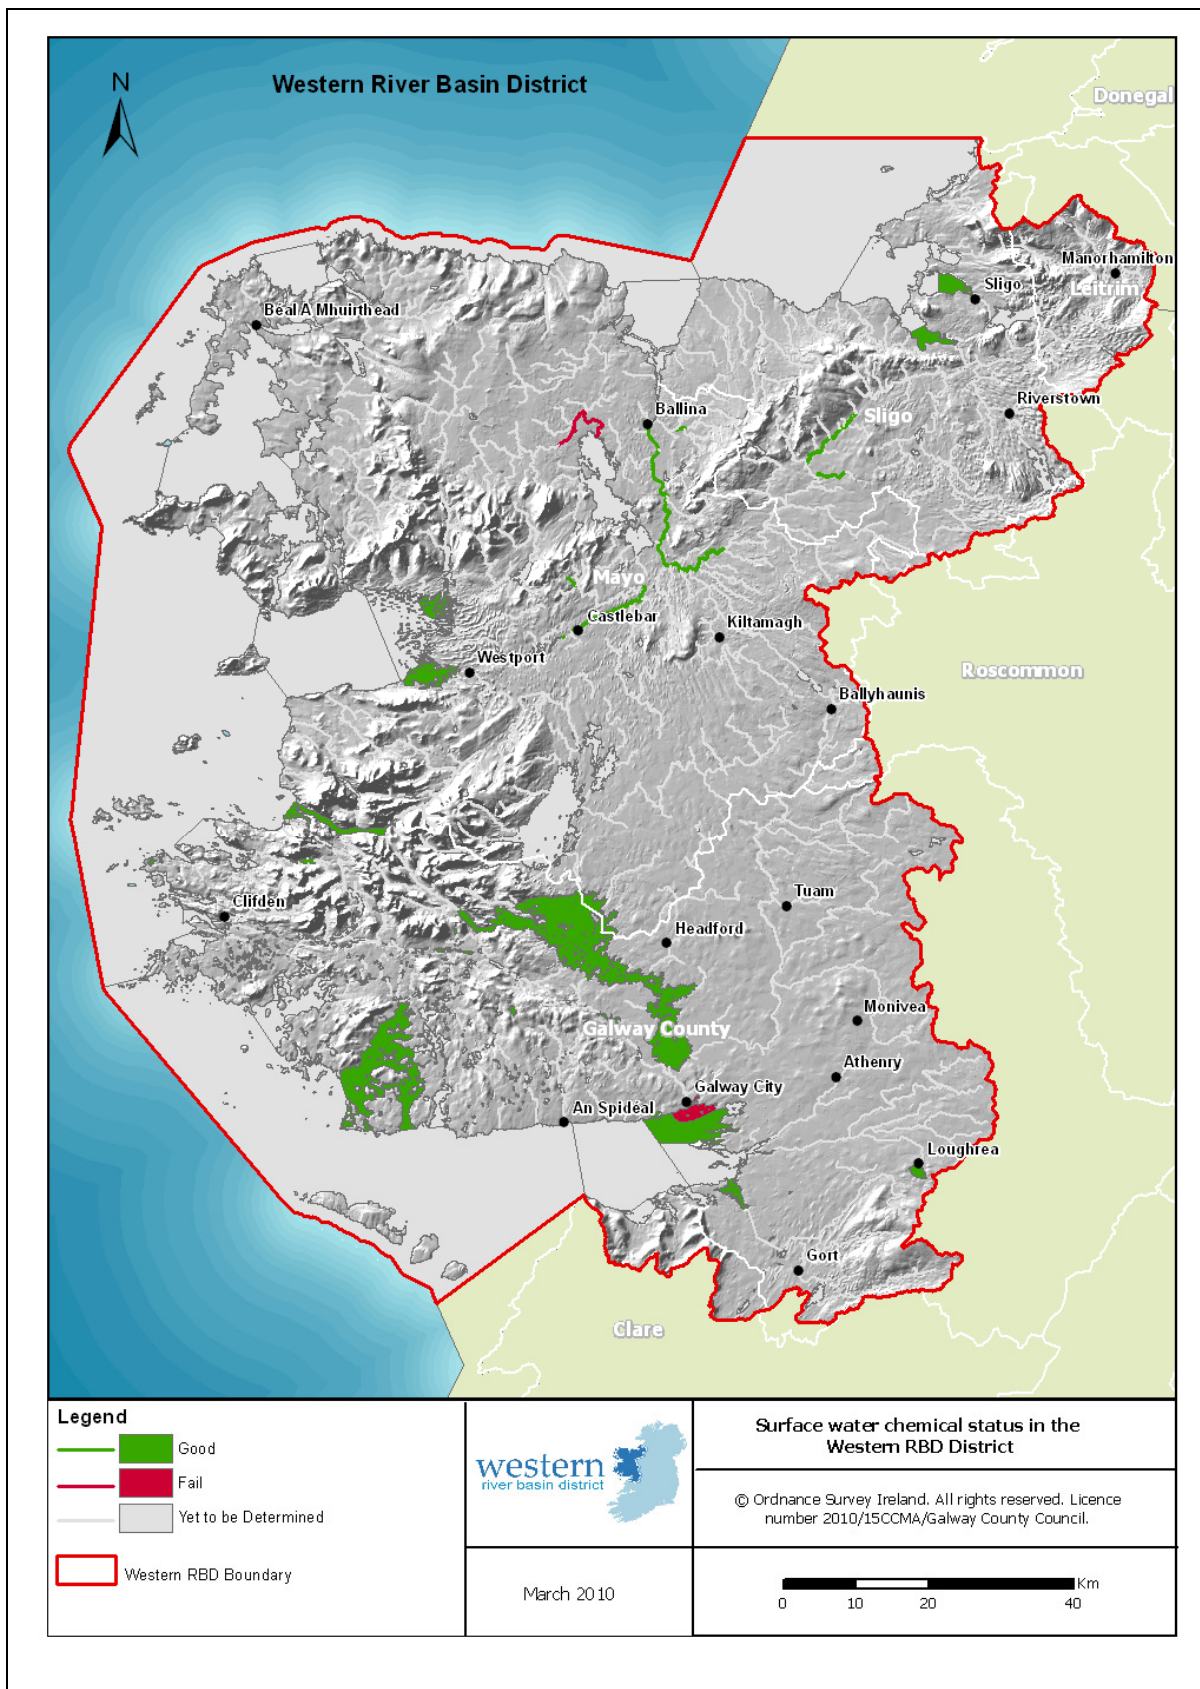 Western River Basin District
N
Donegal
Manorhamilton
Leitrim
Sligo
Béal A Mhuirthead
Riverstown
Ballina
Sligo
Mayo
Castlebar
Kiltamagh
Westport
Roscommon
Ballyhaunis
Tuam
Clifden
Headford
Monivea
Galway County
Athenry
Galway City
An Spidéal
Loughrea
Gort
Clare
Legend
Good
Fail
Yet to be Determined
Western RBD Boundary
western
river basin district
March 2010
Surface water chemical status in the
Western RBD District
© Ordnance Survey Ireland. All rights reserved. Licence
number 2010/15CCMA/Galway County Council.
Km
0 10 20 40